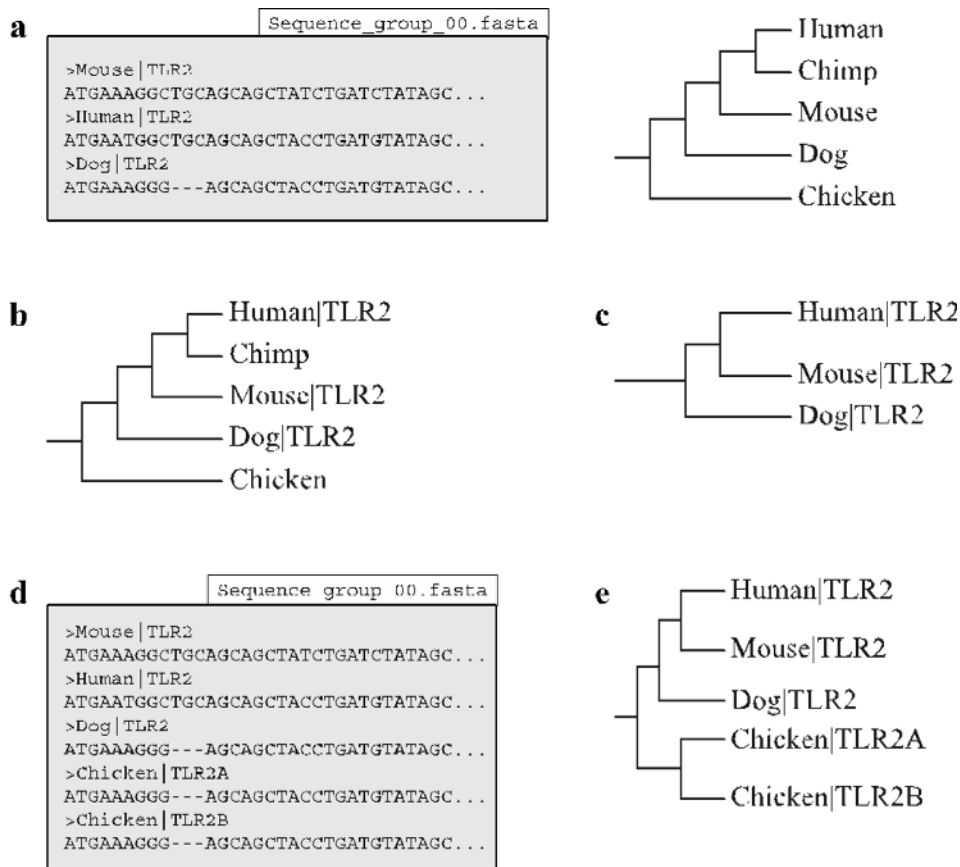 a
Sequence_group_00.fasta
>Mouse|TLR2
ATGAAAGGCTGCAGCAGCTATCTGATCTATAGC...
>Human|TLR2
ATGAATGGCTGCAGCAGCTACCTGATGTATAGC...
>Dog|TLR2
ATGAAAGGG---AGCAGCTACCTGATGTATAGC...
Human
Chimp
Mouse
Dog
Chicken
b
Human|TLR2
Chimp
Mouse|TLR2
Dog|TLR2
Chicken
c
Human|TLR2
Mouse|TLR2
Dog|TLR2
d
Sequence group 00.fasta
>Mouse|TLR2
ATGAAAGGCTGCAGCAGCTATCTGATCTATAGC...
>Human|TLR2
ATGAATGGCTGCAGCAGCTACCTGATGTATAGC...
>Dog|TLR2
ATGAAAGGG---AGCAGCTACCTGATGTATAGC...
>Chicken|TLR2A
ATGAAAGGG---AGCAGCTACCTGATGTATAGC...
>Chicken|TLR2B
ATGAAAGGG---AGCAGCTACCTGATGTATAGC...
e
Human|TLR2
Mouse|TLR2
Dog|TLR2
Chicken|TLR2A
Chicken|TLR2B